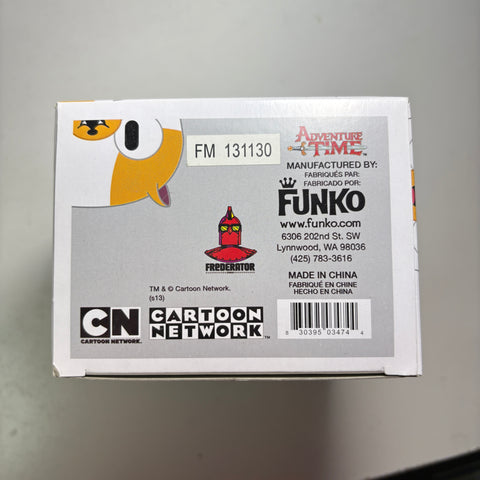 FM 131130
ADVENTURE
TIME
MANUFACTURED BY:
FABRIQUÉS PAR:
FABRICADO POR:
FUNKO
www.funko.com
6306 202nd St. SW
Lynnwood, WA 98036
(425) 783-3616
MADE IN CHINA
FABRIQUÉ EN CHINE
HECHO EN CHINA
FREDERATOR
TM & © Cartoon Network.
(s13)
CN
CARTOON NETWORK.
CARTOON
NETWORK™
8 30395 03474 4